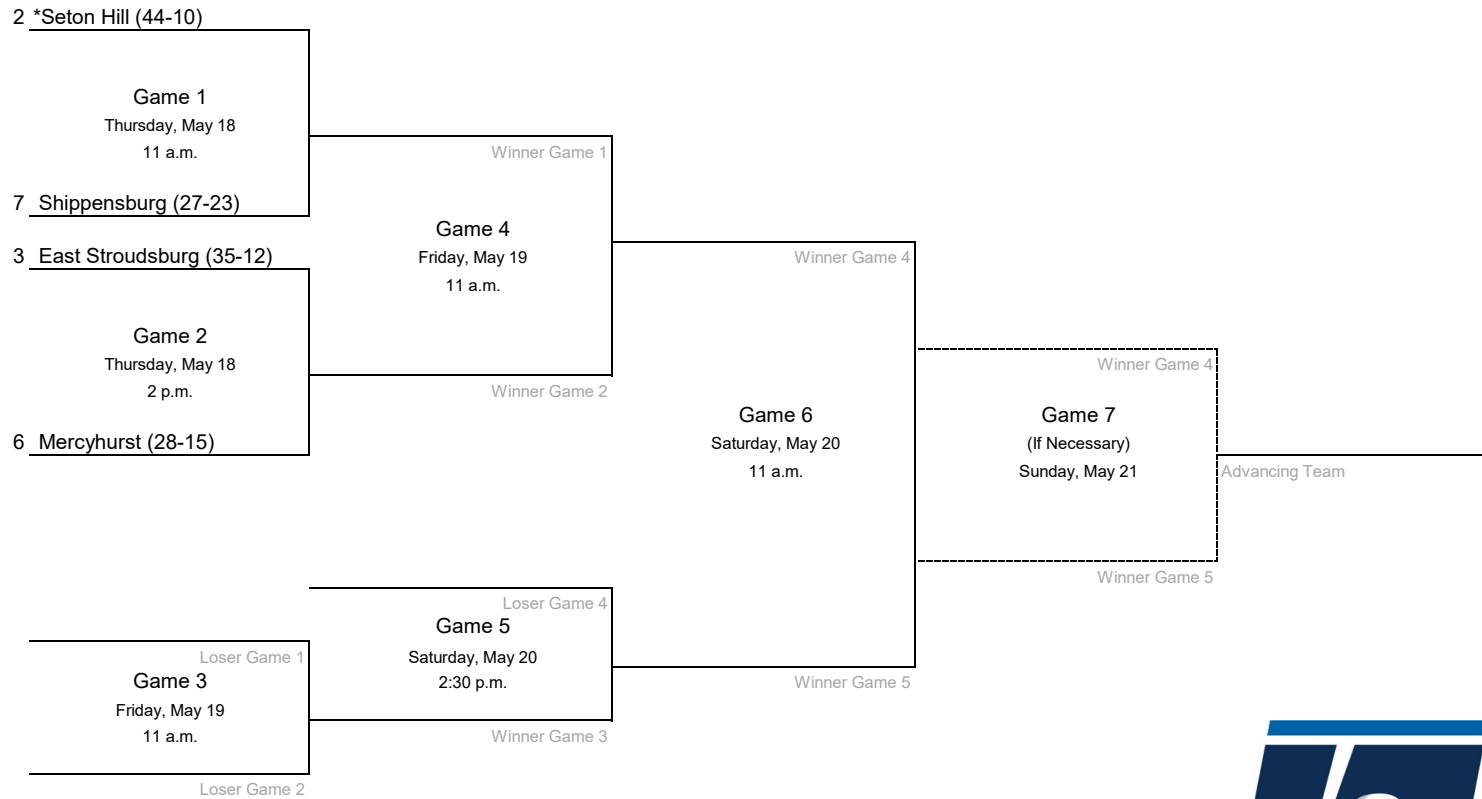 2 *Seton Hill (44-10)
Game 1
Thursday, May 18
11 a.m.
7 Shippensburg (27-23)
3 East Stroudsburg (35-12)
Game 2
Thursday, May 18
2 p.m.
6 Mercyhurst (28-15)
Loser Game 1
Game 3
Friday, May 19
11 a.m.
Loser Game 2
Winner Game 1
Game 4
Friday, May 19
11 a.m.
Winner Game 2
Loser Game 4
Game 5
Saturday, May 20
2:30 p.m.
Winner Game 3
Winner Game 4
Game 6
Saturday, May 20
11 a.m.
Winner Game 5
Winner Game 4
Game 7
(If Necessary)
Sunday, May 21
Winner Game 5
Advancing Team